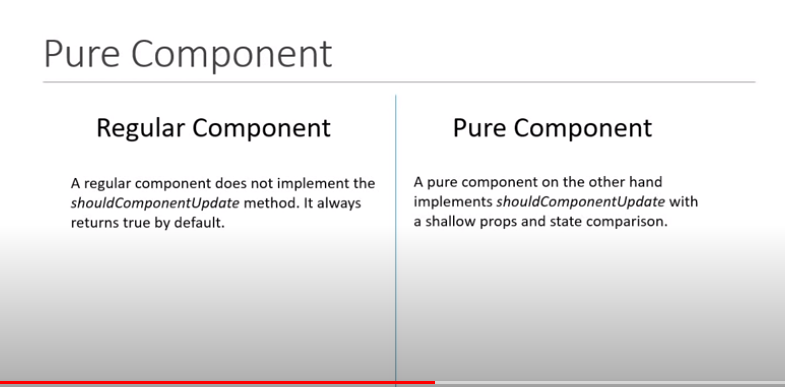 Pure Component
Regular Component
A regular component does not implement the
shouldComponentUpdate method. It always
returns true by default.
Pure Component
A pure component on the other hand
implements shouldComponentUpdate with
a shallow props and state comparison.